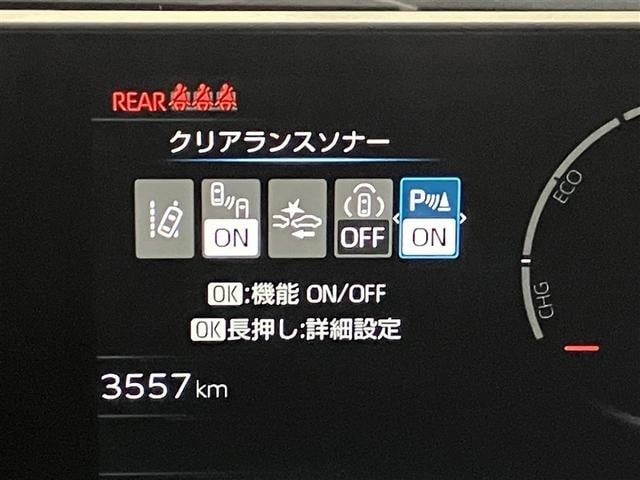 REAR
クリアランスソナー
ON OFF P ON
OK:機能 ON/OFF
OK長押し:詳細設定
3557 km
ECO
CHG